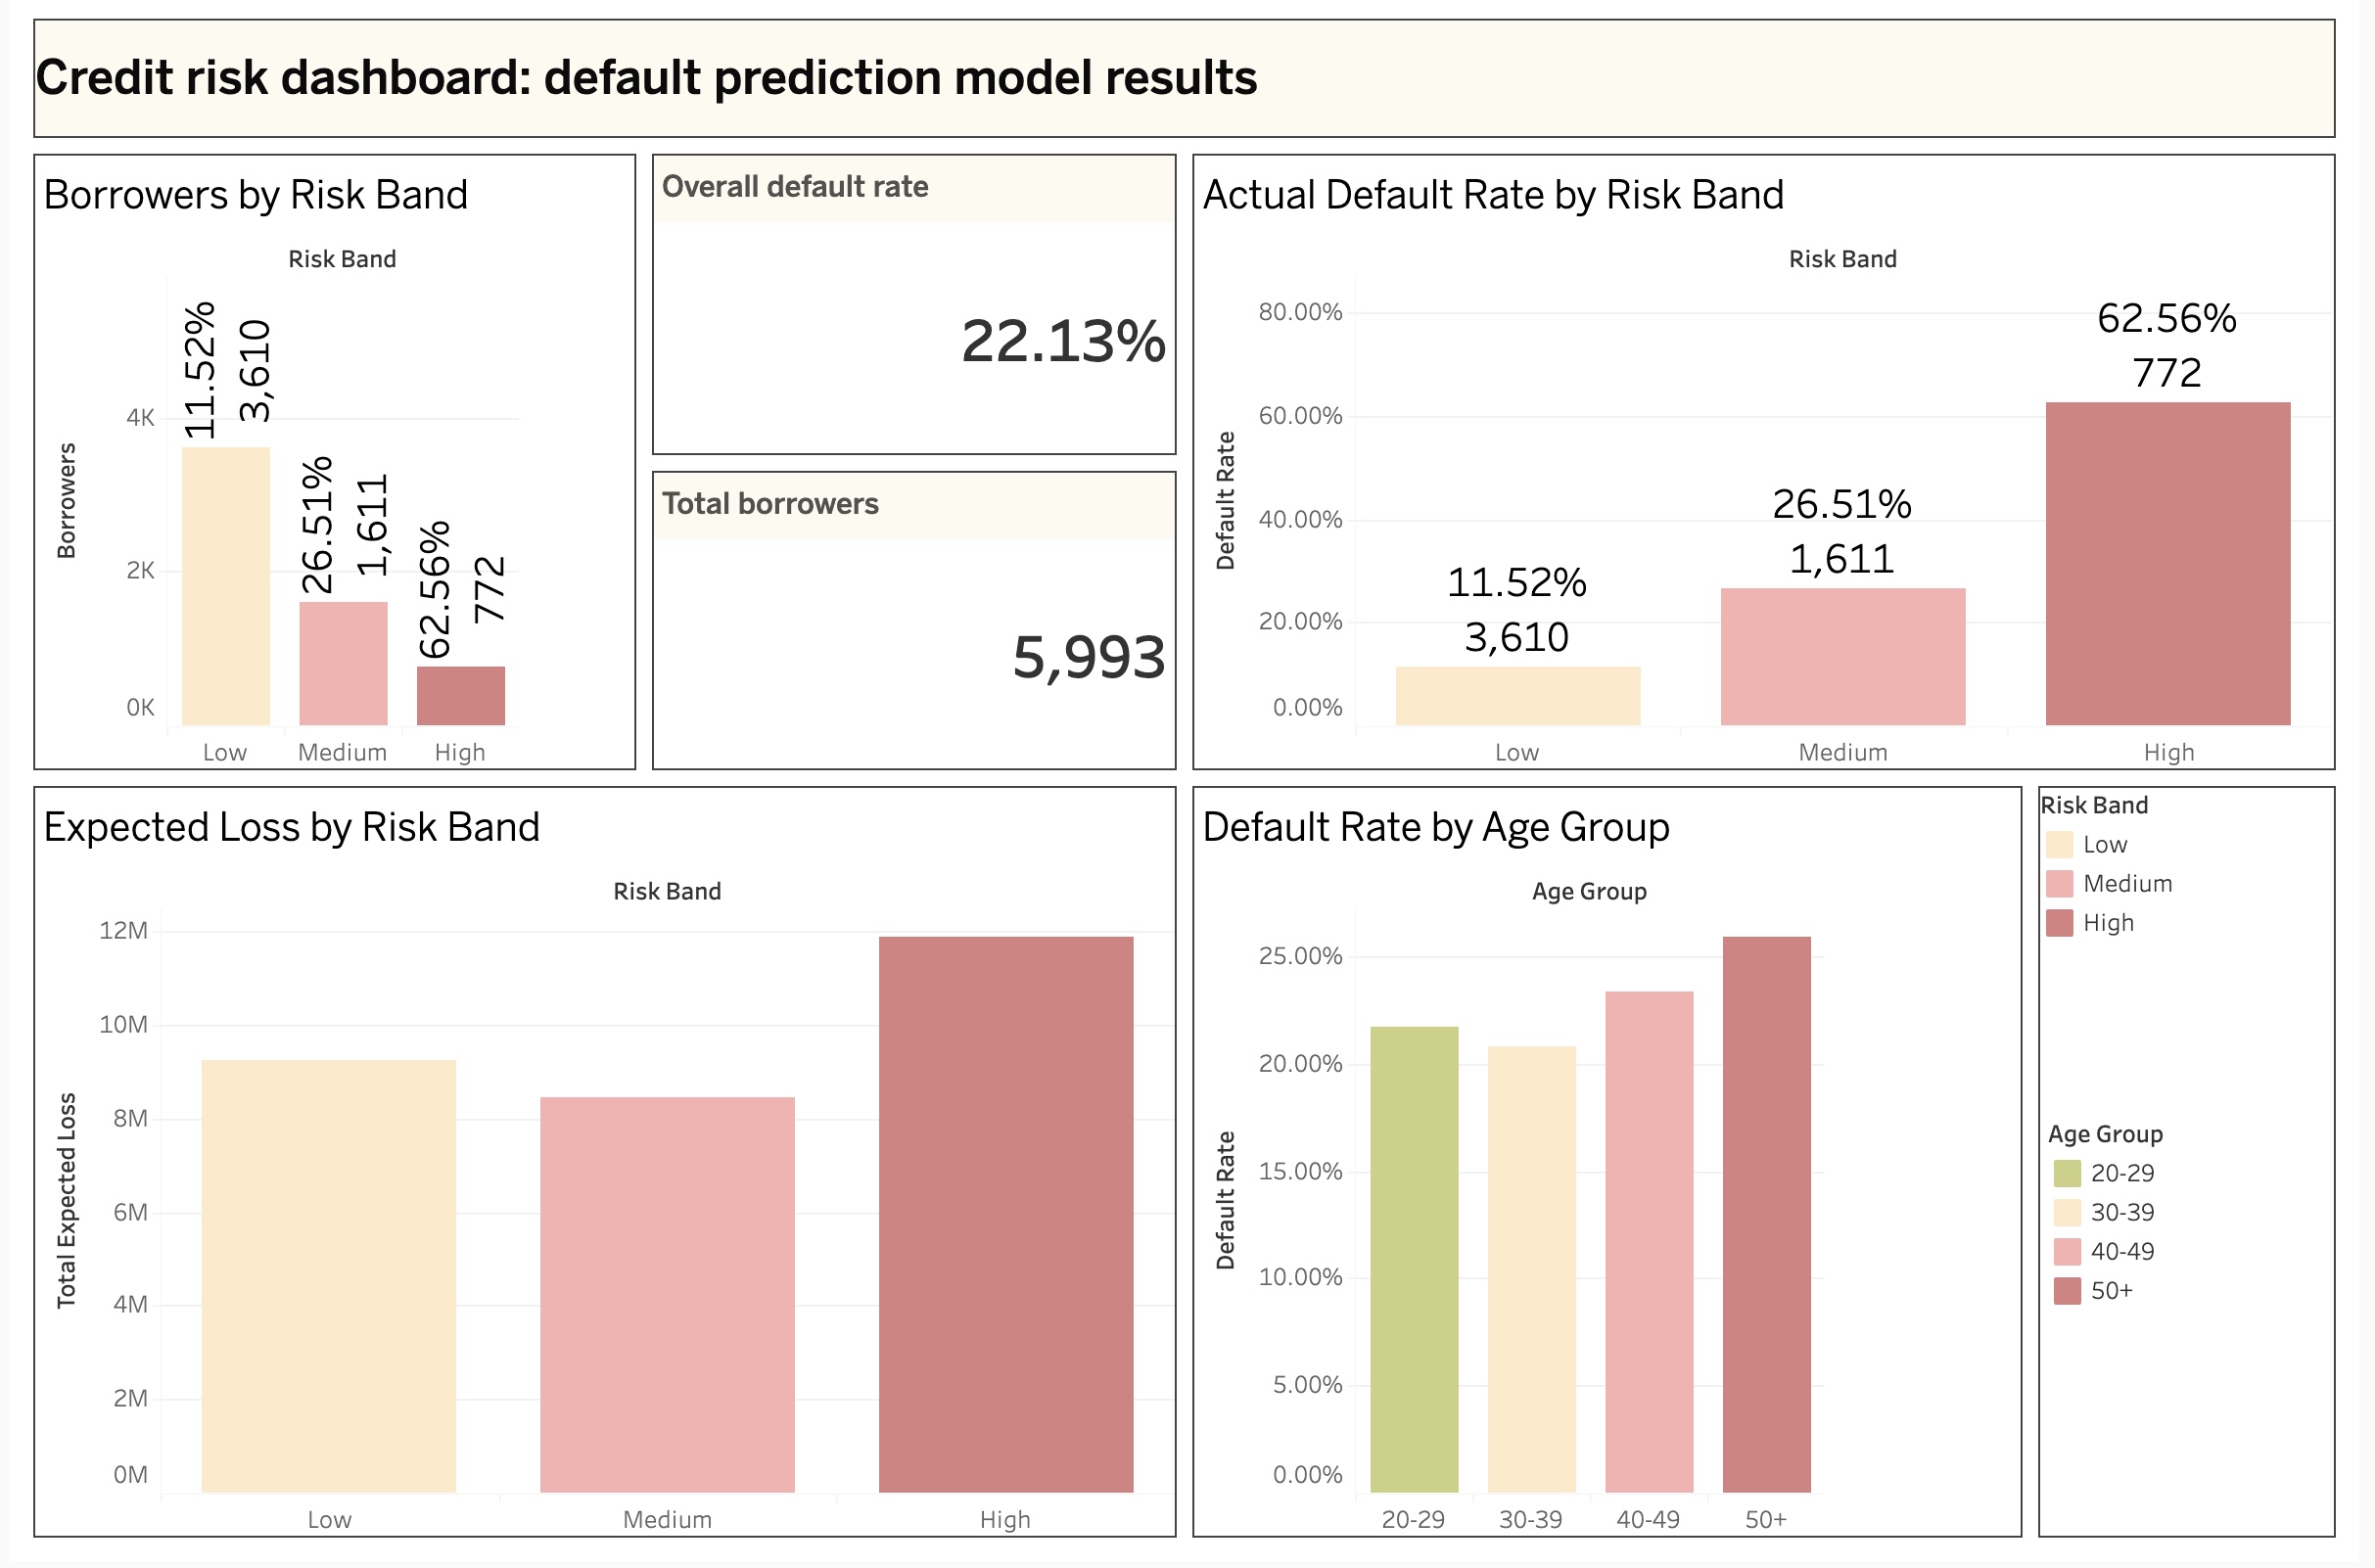 Credit risk dashboard: default prediction model results
Borrowers by Risk Band
Risk Band
Borrowers
4K
2K
0K
11.52%
3,610
26.51%
1,611
62.56%
772
Low
Medium
High
Overall default rate
22.13%
Total borrowers
5,993
Actual Default Rate by Risk Band
Risk Band
Default Rate
80.00%
60.00%
40.00%
20.00%
0.00%
11.52%
3,610
26.51%
1,611
62.56%
772
Low
Medium
High
Expected Loss by Risk Band
Risk Band
Total Expected Loss
12M
10M
8M
6M
4M
2M
0M
Low
Medium
High
Default Rate by Age Group
Age Group
Default Rate
25.00%
20.00%
15.00%
10.00%
5.00%
0.00%
20-29
30-39
40-49
50+
Risk Band
Low
Medium
High
Age Group
20-29
30-39
40-49
50+